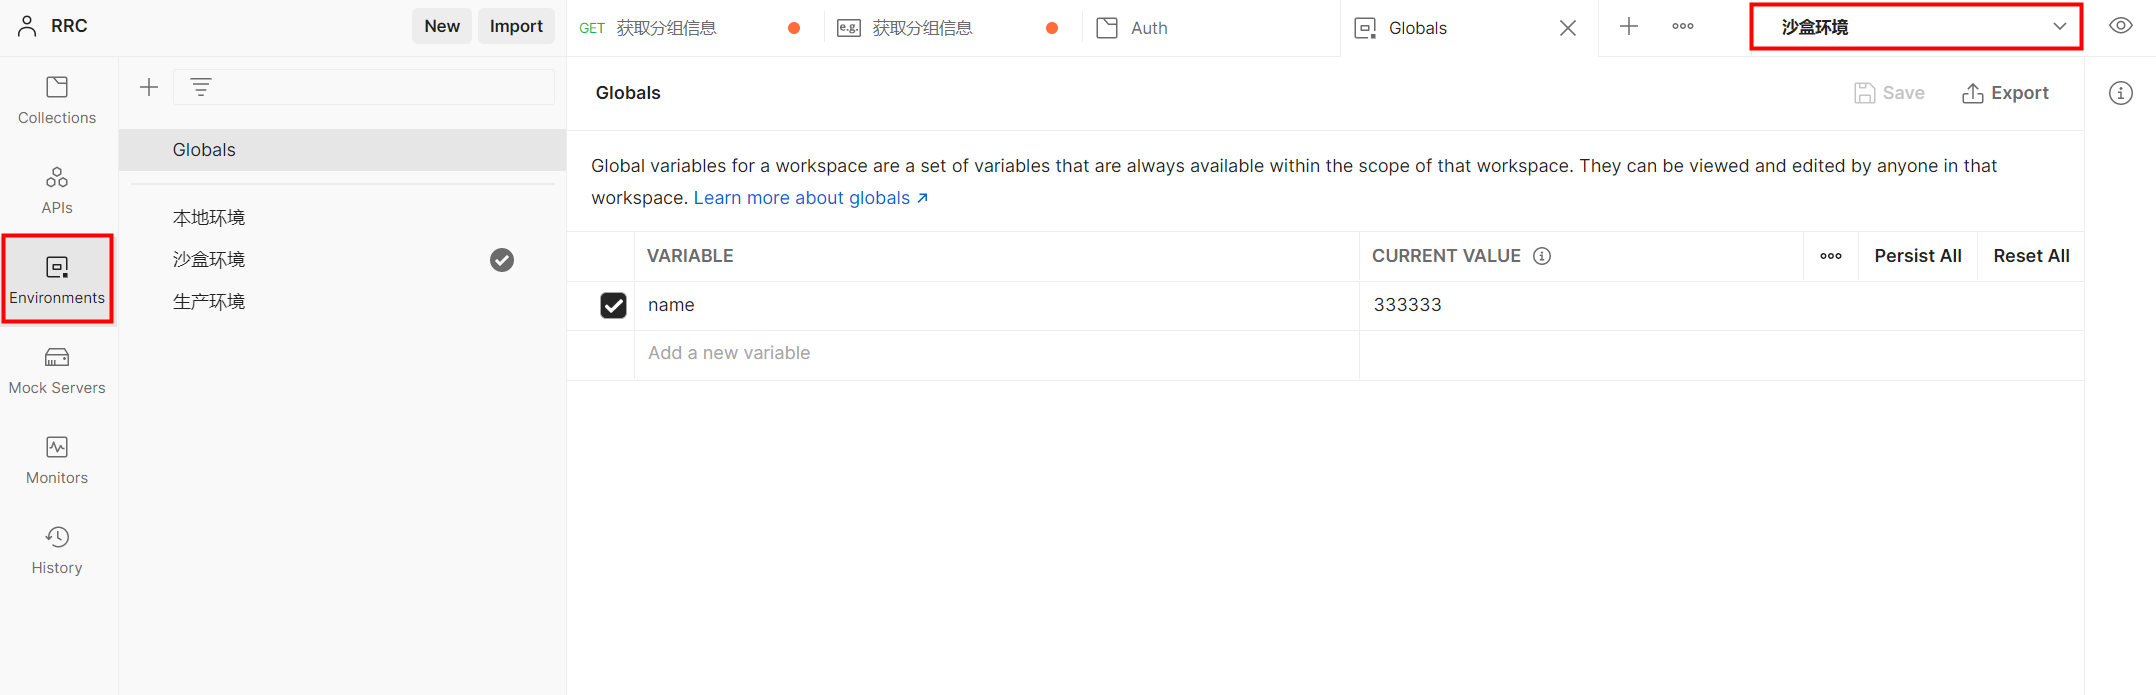 RRC
New
Import
GET 获取分组信息
e.g. 获取分组信息
Auth
Globals
沙盒环境
Collections
APIs
Environments
Mock Servers
Monitors
History
Globals
本地环境
沙盒环境
生产环境
Globals
Save
Export
Global variables for a workspace are a set of variables that are always available within the scope of that workspace. They can be viewed and edited by anyone in that
workspace. Learn more about globals ↗
VARIABLE
CURRENT VALUE
Persist All
Reset All
name
333333
Add a new variable